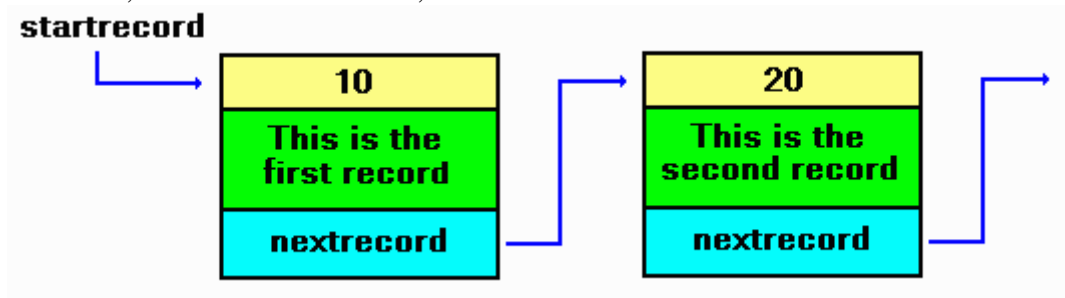 startrecord
10
This is the
first record
nextrecord
20
This is the
second record
nextrecord